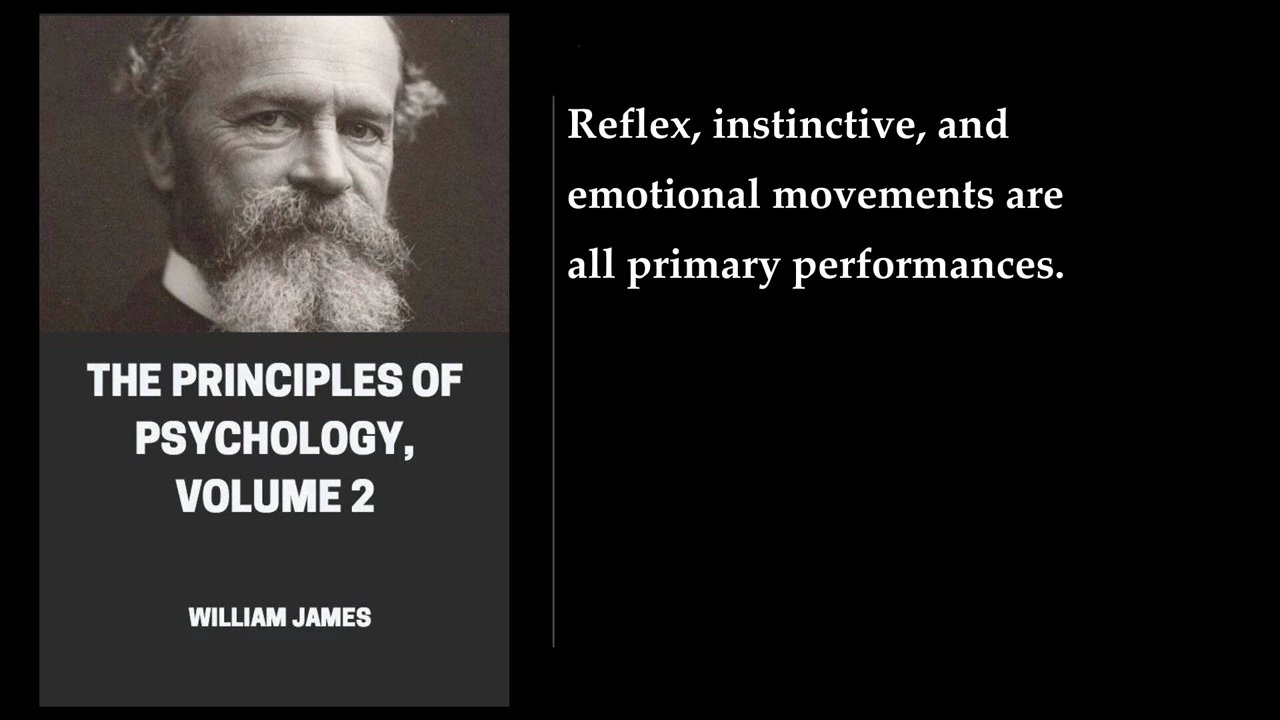 THE PRINCIPLES OF
PSYCHOLOGY,
VOLUME 2
WILLIAM JAMES
Reflex, instinctive, and
emotional movements are
all primary performances.